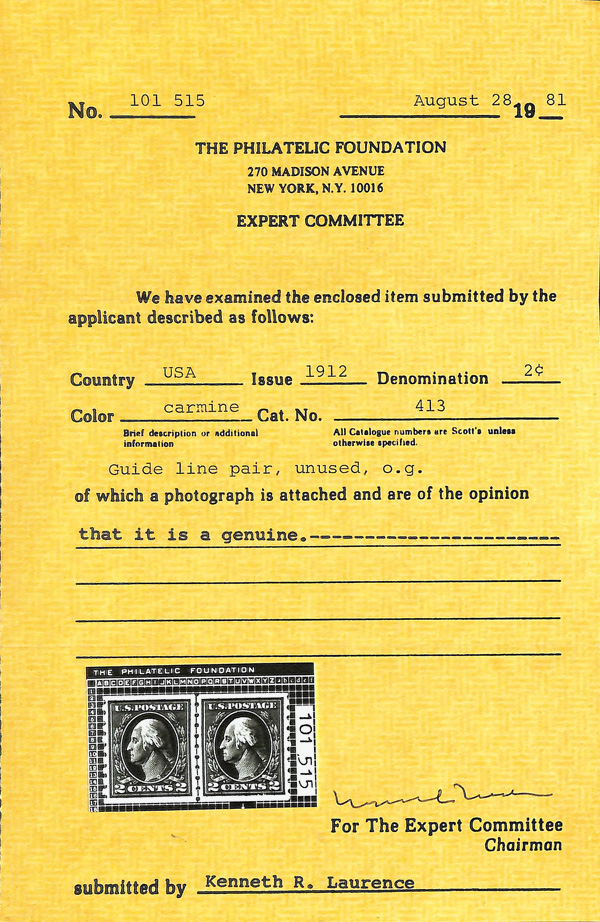 No. 101 515 August 28 19 81
THE PHILATELIC FOUNDATION
270 MADISON AVENUE
NEW YORK, N.Y. 10016
EXPERT COMMITTEE
We have examined the enclosed item submitted by the
applicant described as follows:
Country USA Issue 1912 Denomination 2¢
Color carmine Cat. No. 413
Brief description or additional
information
All Catalogue numbers are Scott's unless
otherwise specified.
Guide line pair, unused, o.g.
of which a photograph is attached and are of the opinion
that it is a genuine.
THE PHILATELIC FOUNDATION
ABCDEFGHIJKLMNOPQRSTUVWXYZ
U.S. POSTAGE U.S. POSTAGE
2 CENTS 2 2 CENTS 2
101 515
For The Expert Committee
Chairman
submitted by Kenneth R. Laurence